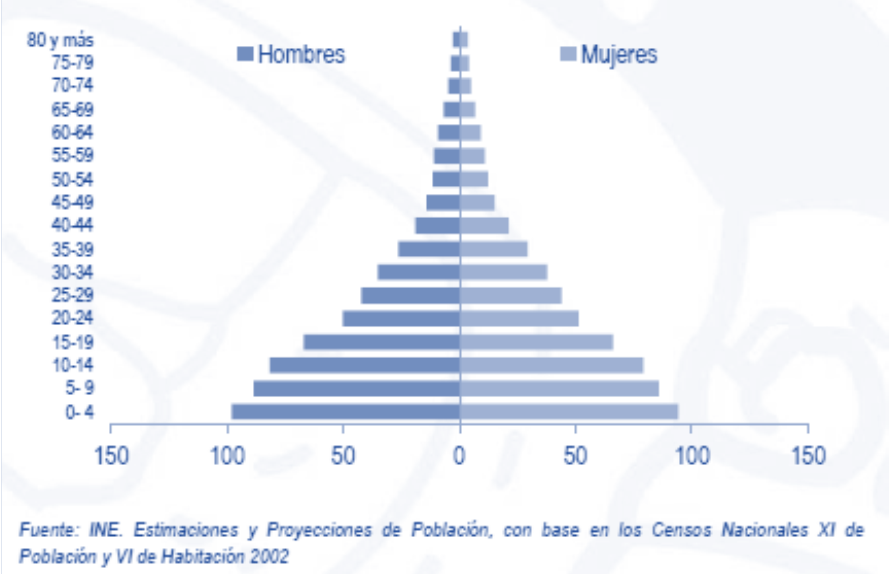 80 y más
Hombres
Mujeres
75-79
70-74
65-69
60-64
55-59
50-54
45-49
40-44
35-39
30-34
25-29
20-24
15-19
10-14
5- 9
0- 4
150 100 50 0 50 100 150
Fuente: INE. Estimaciones y Proyecciones de Población, con base en los Censos Nacionales XI de
Población y VI de Habitación 2002